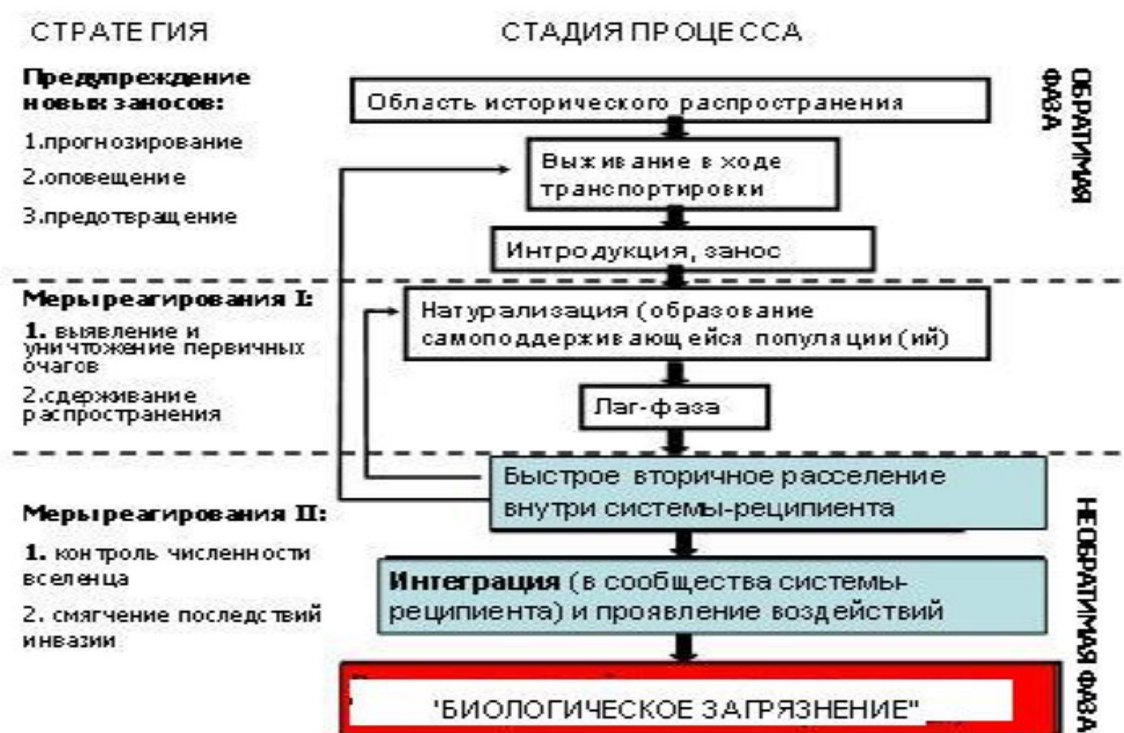 СТРАТЕГИЯ
СТАДИЯ ПРОЦЕССА
Предупреждение
новых заносов:
1.прогнозирование
2.оповещение
3.предотвращение
Область исторического распространения
Выживание в ходе
транспортировки
Интродукция, занос
ОБРАТИМАЯ
ФАЗА
Меры реагирования I:
1. выявление и
уничтожение первичных
очагов
2.сдерживание
распространения
Натурализация (образование
самоподдерживающейся популяции(ий)
Лаг-фаза
Меры реагирования II:
1. контроль численности
вселенца
2. смягчение последствий
инвазии
Быстрое вторичное расселение
внутри системы-реципиента
Интеграция (в сообщества системы-
реципиента) и проявление воздействий
'БИОЛОГИЧЕСКОЕ ЗАГРЯЗНЕНИЕ"
НЕОБРАТИМАЯ ФАЗА